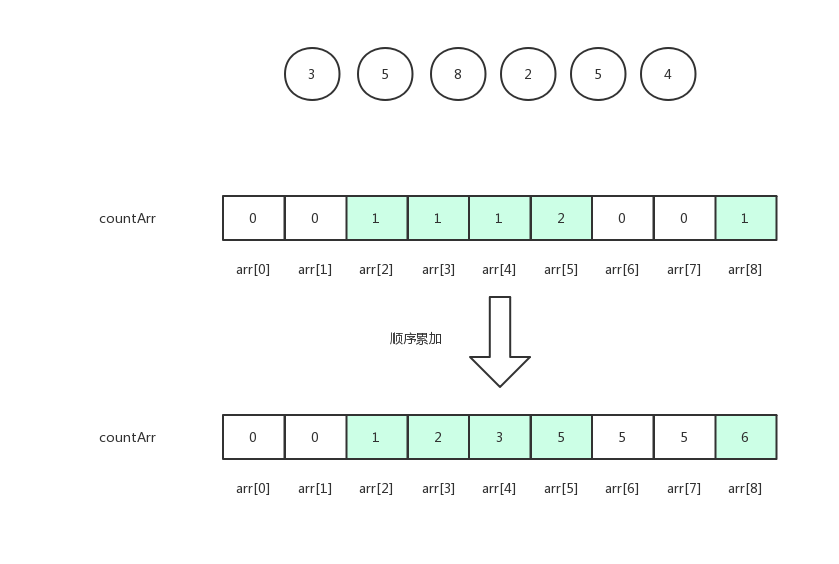 3 5 8 2 5 4
countArr 0 0 1 1 1 2 0 0 1
arr[0] arr[1] arr[2] arr[3] arr[4] arr[5] arr[6] arr[7] arr[8]
顺序累加
countArr 0 0 1 2 3 5 5 5 6
arr[0] arr[1] arr[2] arr[3] arr[4] arr[5] arr[6] arr[7] arr[8]